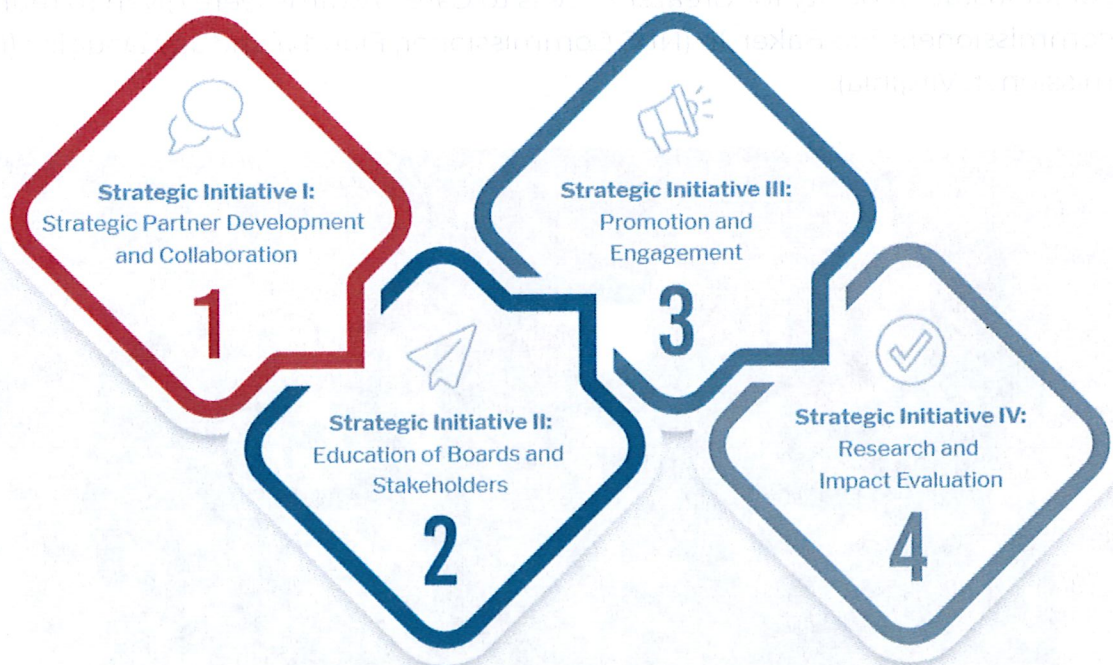 Strategic Initiative I:
Strategic Partner Development
and Collaboration
1
Strategic Initiative II:
Education of Boards and
Stakeholders
2
Strategic Initiative III:
Promotion and
Engagement
3
Strategic Initiative IV:
Research and
Impact Evaluation
4